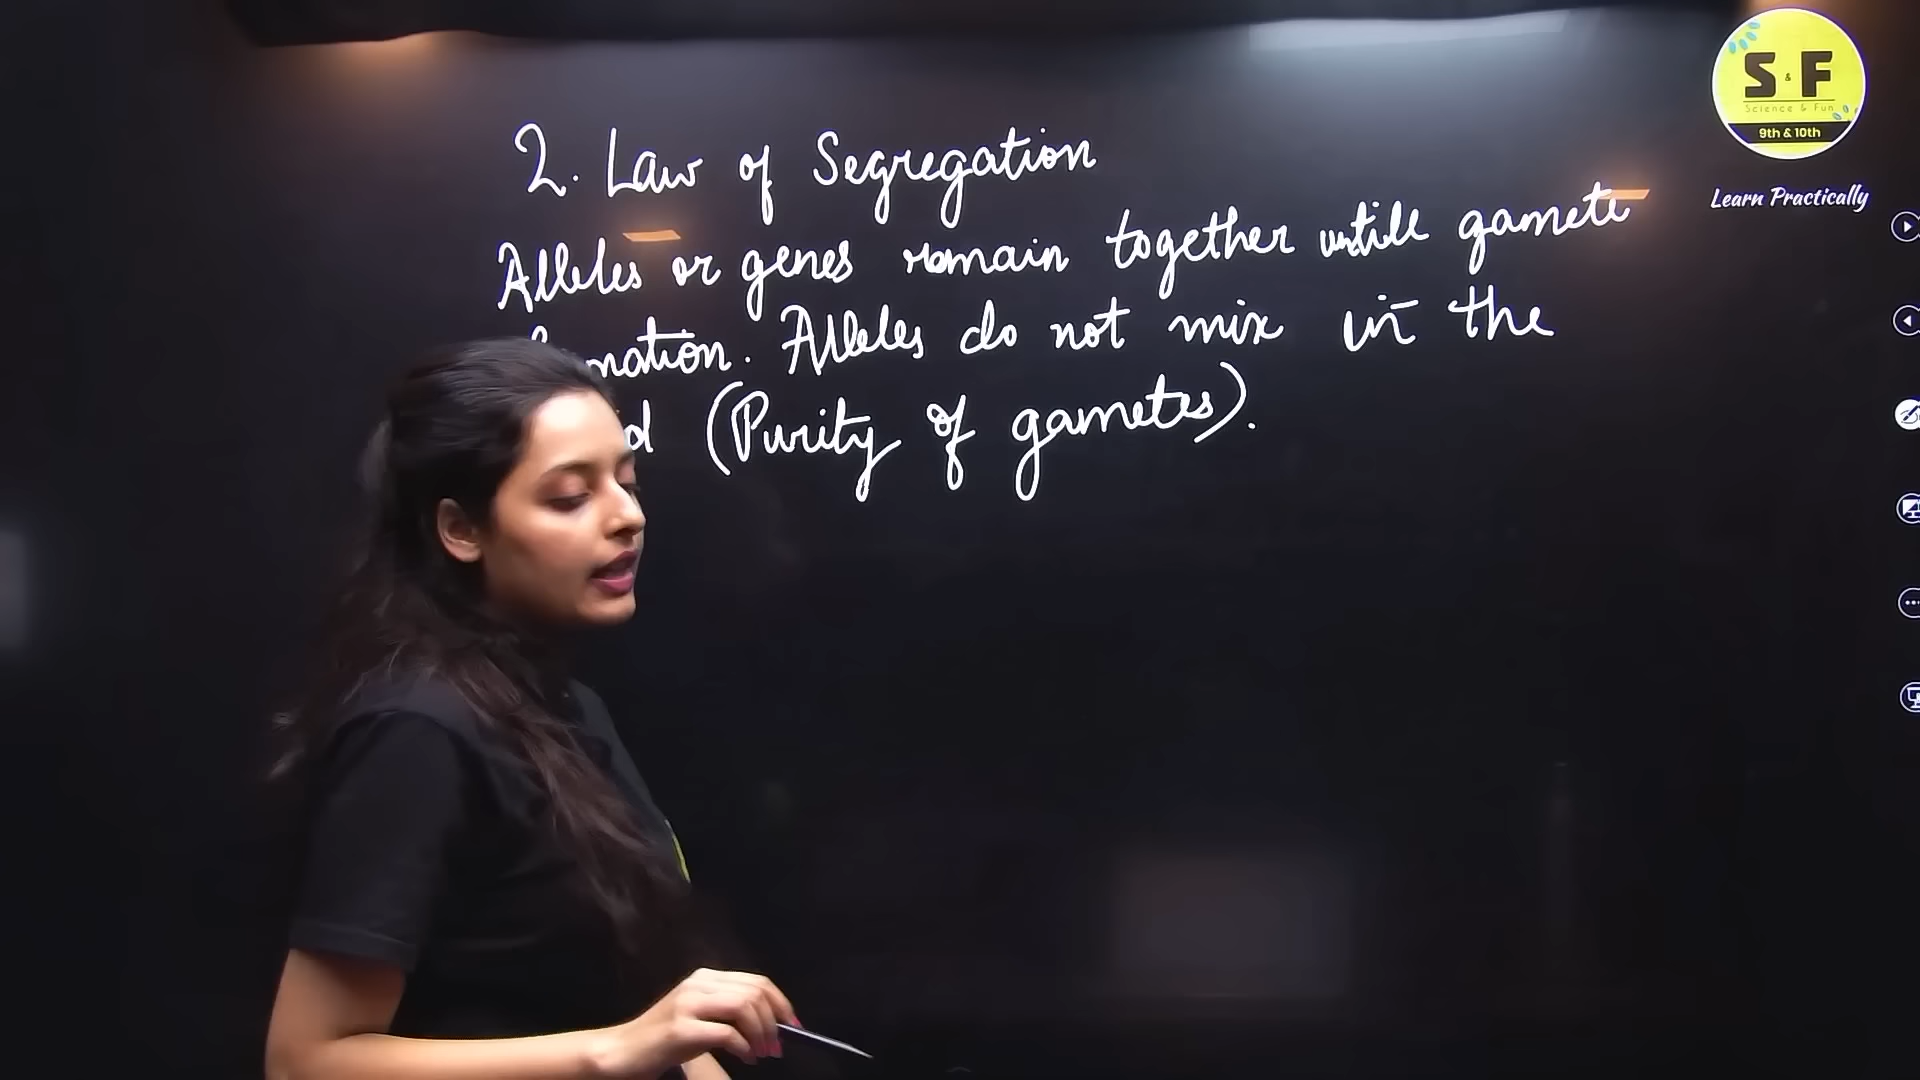 2. Law of Segregation
Alleles or genes remain together untill gamete
mation. Alleles do not mix in the
d (Purity of gametes).
S & F
Science & Fun
9th & 10th
Learn Practically